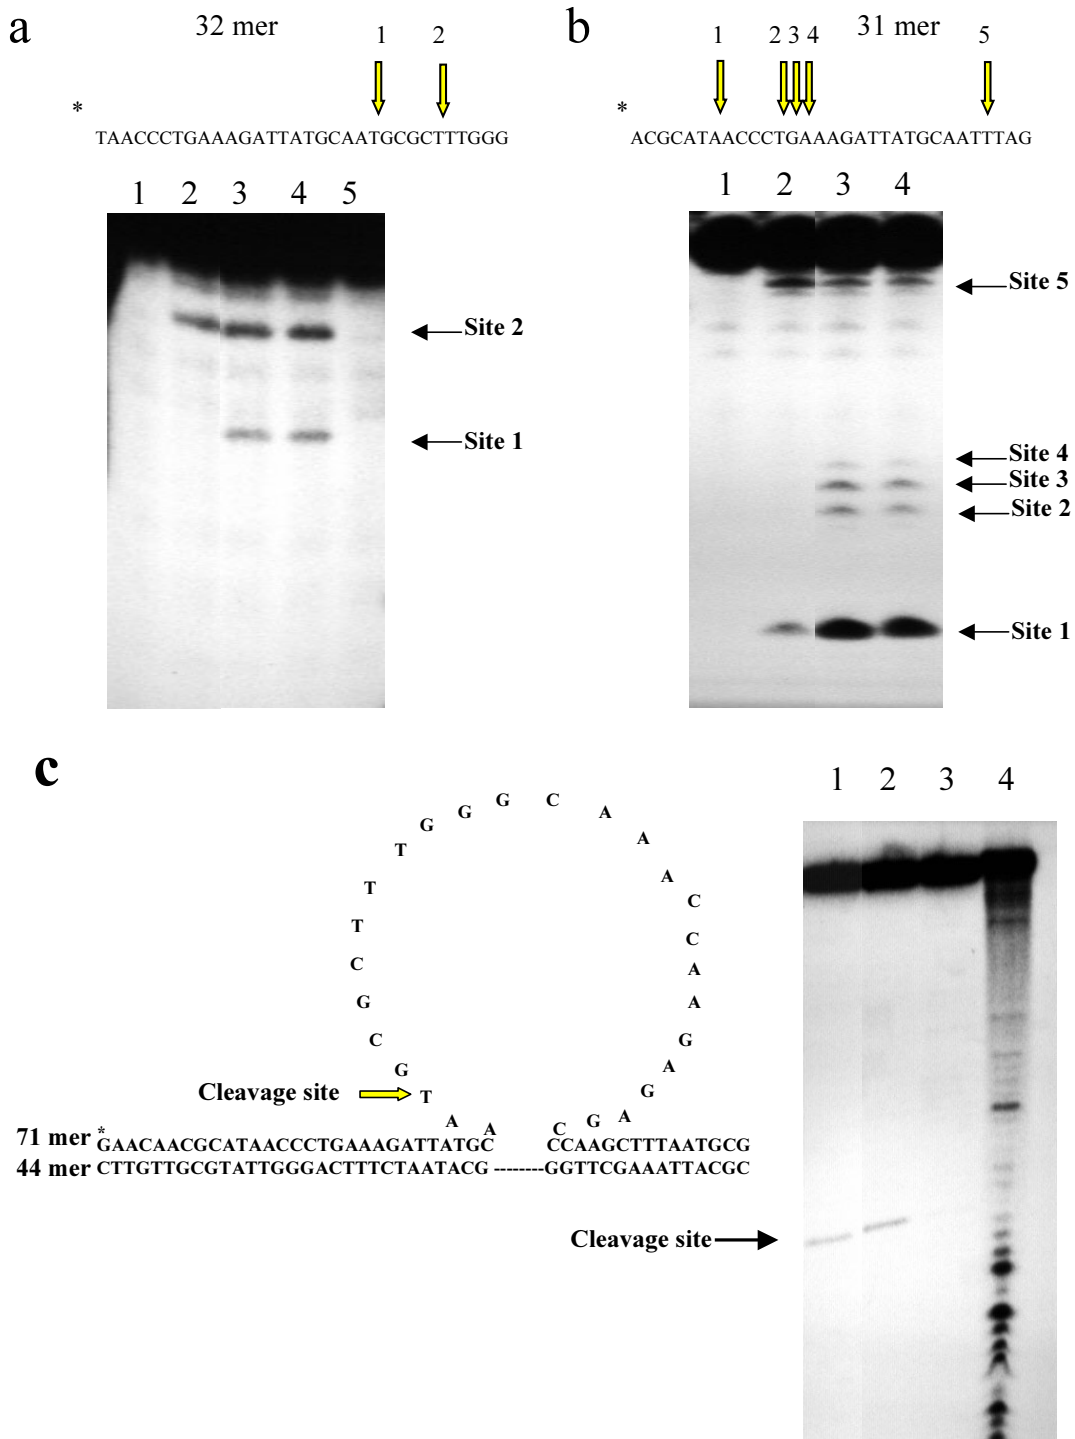 a
32 mer
1 2
*
TAACCCTGAAAGATTATGCAATGCGCTTTGGG
1 2 3 4 5
Site 2
Site 1
b
31 mer
1 2 3 4 5
*
ACGCATAACCCTGAAAGATTATGCAATTTAG
1 2 3 4
Site 5
Site 4
Site 3
Site 2
Site 1
c
T G C G C T T T G G G C A A A C C A A G A G A G C
A A
Cleavage site
71 mer *GAACAACGCATAACCCTGAAAGATTATGC CCAAGCTTTAATGCG
44 mer CTTGTTGCGTATTGGGACTTTCTAATACG --------GGTTCGAAATTACGC
1 2 3 4
Cleavage site